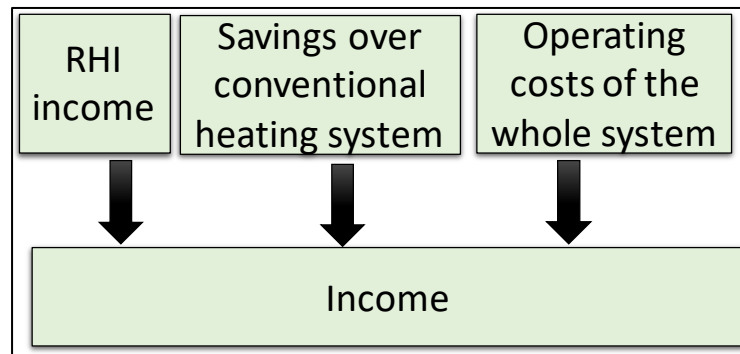 RHI
income
Savings over
conventional
heating system
Operating
costs of the
whole system
Income